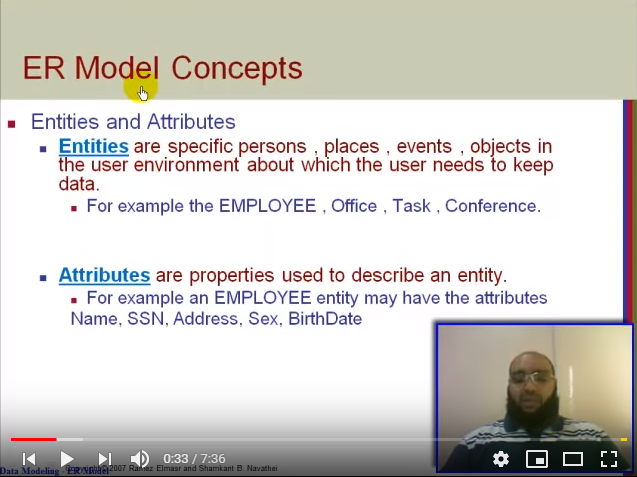 ER Model Concepts
Entities and Attributes
Entities are specific persons , places , events , objects in
the user environment about which the user needs to keep
data.
For example the EMPLOYEE , Office , Task , Conference.
Attributes are properties used to describe an entity.
For example an EMPLOYEE entity may have the attributes
Name, SSN, Address, Sex, BirthDate
0:33 / 7:36
Data Modeling - ER Model
Copyright © 2007 Ramez Elmasr and Shamkant B. Navathei